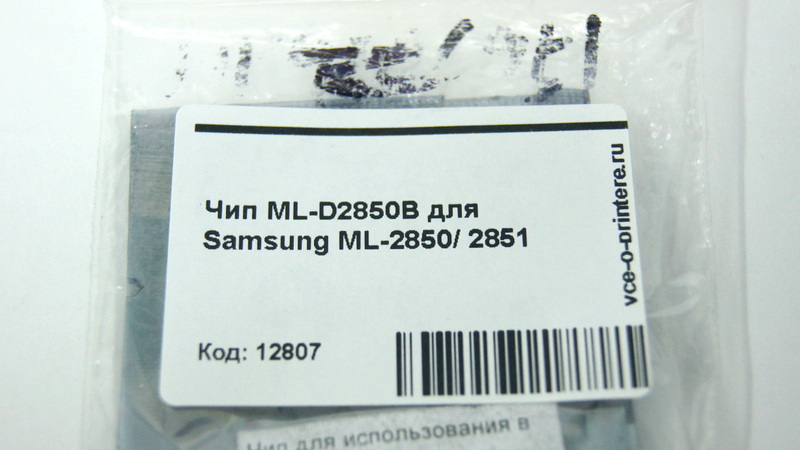 Чип ML-D2850B для
Samsung ML-2850/ 2851
Код: 12807
vce-o-printere.ru
Чип для использования в